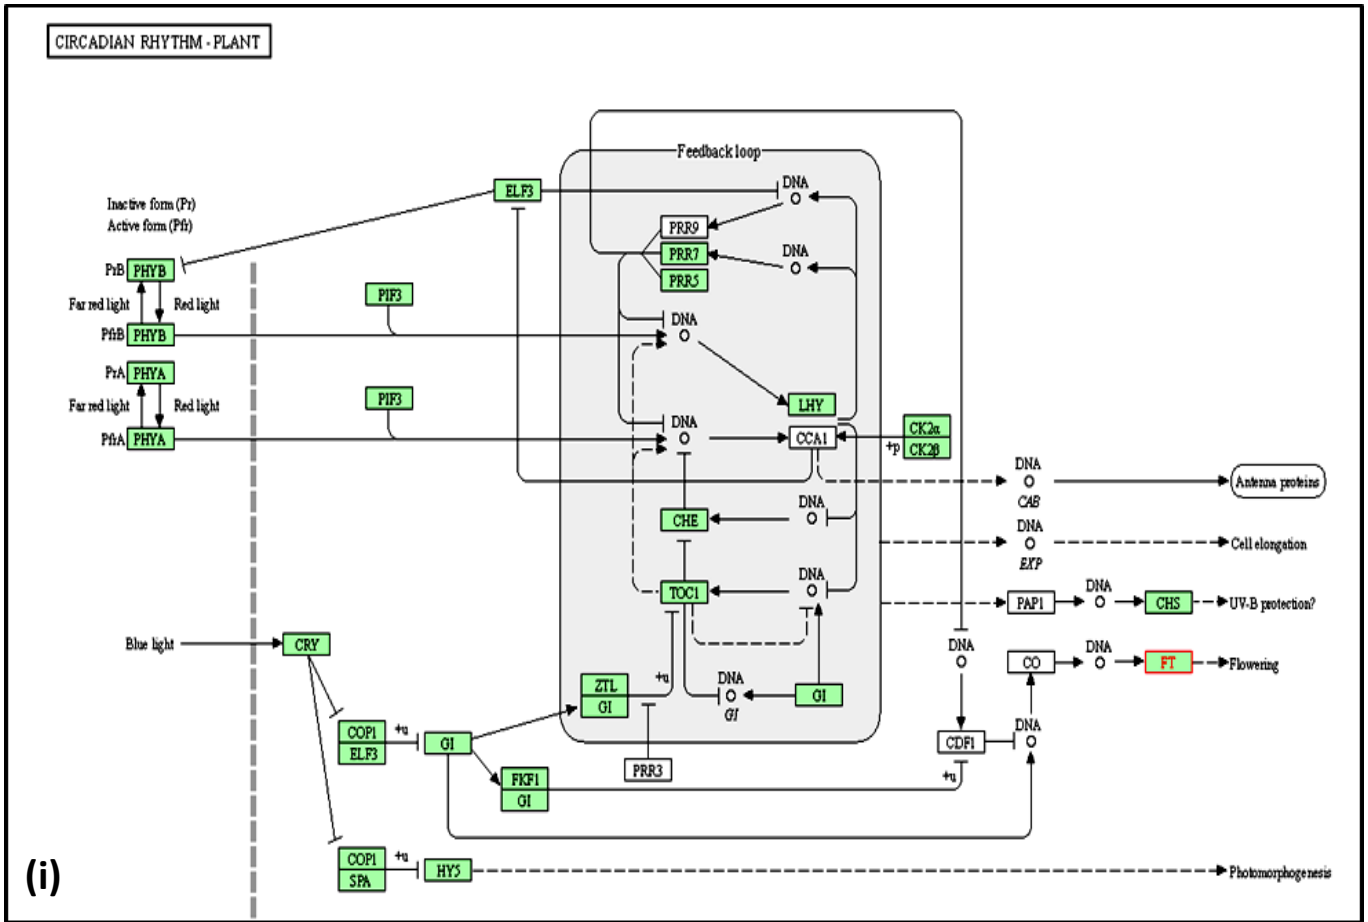 CIRCADIAN RHYTHM - PLANT
Feedback loop
Inactive form (Pr)
Active form (Pfr)
ELF3
DNA
PRR9
PRR7
PRR5
DNA
PrB PHYB
Far red light Red light
PfrB PHYB
PIF3
DNA
PrA PHYA
Far red light Red light
PfrA PHYA
PIF3
DNA
LHY
CCA1
CK2α
CK2β
+p
DNA
CAB
Antenna proteins
CHE
DNA
DNA
EXP
Cell elongation
TOC1
DNA
PAP1
DNA
CHS
UV-B protection?
Blue light
CRY
DNA
CO
DNA
FT
Flowering
ZTL
GI
+u
DNA
GI
GI
COP1
ELF3
+u
GI
PRR3
CDF1
DNA
FKF1
GI
+u
COP1
SPA
+u
HY5
Photomorphogenesis
(i)